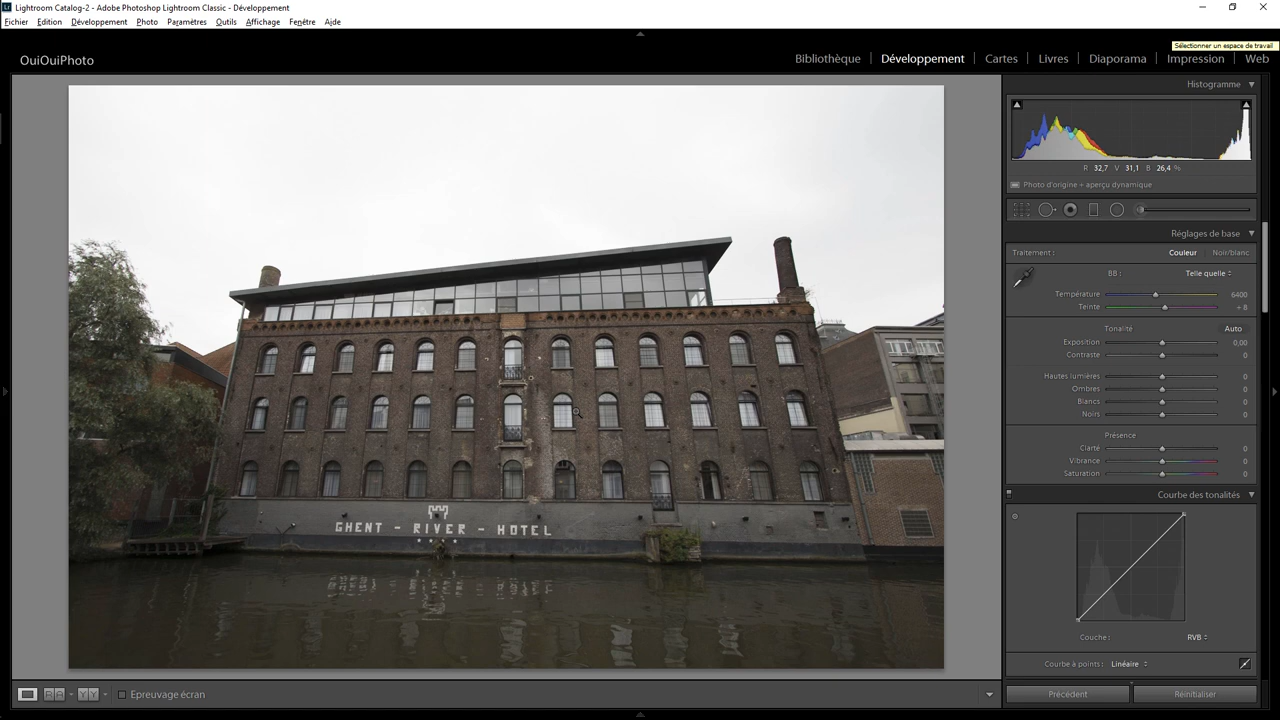 Lightroom Catalog-2 - Adobe Photoshop Lightroom Classic - Développement
Fichier Edition Développement Photo Paramètres Outils Affichage Fenêtre Aide
Sélectionner un espace de travail
OuiOuiPhoto
Bibliothèque Développement Cartes Livres Diaporama Impression Web
Histogramme
R 32,7 V 31,1 B 26,4 %
Photo d'origine + aperçu dynamique
Réglages de base
Traitement : Couleur Noir/blanc
BB : Telle quelle
Température 6400
Teinte + 8
Tonalité Auto
Exposition 0,00
Contraste 0
Hautes lumières 0
Ombres 0
Blancs 0
Noirs 0
Présence
Clarté 0
Vibrance 0
Saturation 0
Courbe des tonalités
Couche : RVB
Courbe à points : Linéaire
GHENT - RIVER - HOTEL
R A Y Y Epreuvage écran
Précédent Réinitialiser